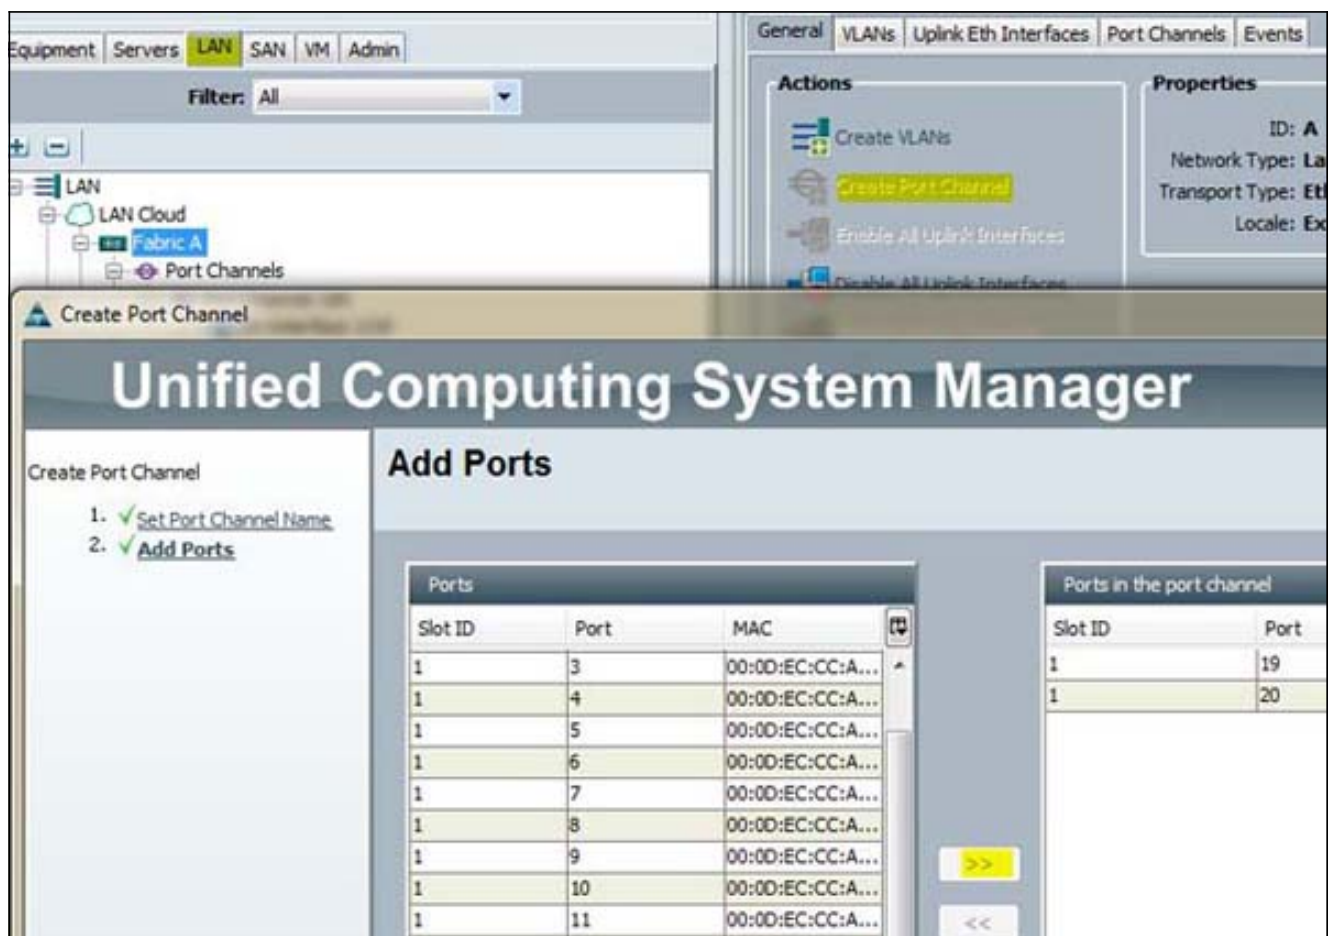 Equipment Servers LAN SAN VM Admin
Filter: All
LAN
LAN Cloud
Fabric A
Port Channels
General VLANs Uplink Eth Interfaces Port Channels Events
Actions
Create VLANs
Create Port Channel
Enable All Uplink Interfaces
Disable All Uplink Interfaces
Properties
ID: A
Network Type: La
Transport Type: Eth
Locale: Ex
Create Port Channel
Unified Computing System Manager
Create Port Channel
1. Set Port Channel Name
2. Add Ports
Add Ports
Ports
Slot ID Port MAC
1 3 00:0D:EC:CC:A...
1 4 00:0D:EC:CC:A...
1 5 00:0D:EC:CC:A...
1 6 00:0D:EC:CC:A...
1 7 00:0D:EC:CC:A...
1 8 00:0D:EC:CC:A...
1 9 00:0D:EC:CC:A...
1 10 00:0D:EC:CC:A...
1 11 00:0D:EC:CC:A...
>>
<<
Ports in the port channel
Slot ID Port
1 19
1 20